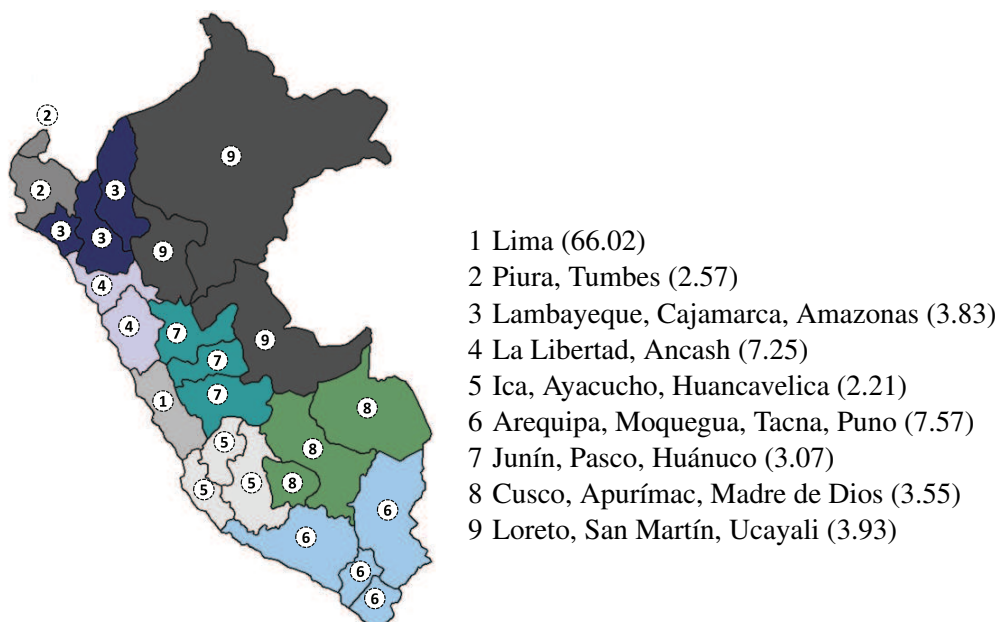 2
9
2
3
3
3
9
4
4
7
9
7
7
1
8
5
8
5
8
5
6
6
6
6
1 Lima (66.02)
2 Piura, Tumbes (2.57)
3 Lambayeque, Cajamarca, Amazonas (3.83)
4 La Libertad, Ancash (7.25)
5 Ica, Ayacucho, Huancavelica (2.21)
6 Arequipa, Moquegua, Tacna, Puno (7.57)
7 Junín, Pasco, Huánuco (3.07)
8 Cusco, Apurímac, Madre de Dios (3.55)
9 Loreto, San Martín, Ucayali (3.93)